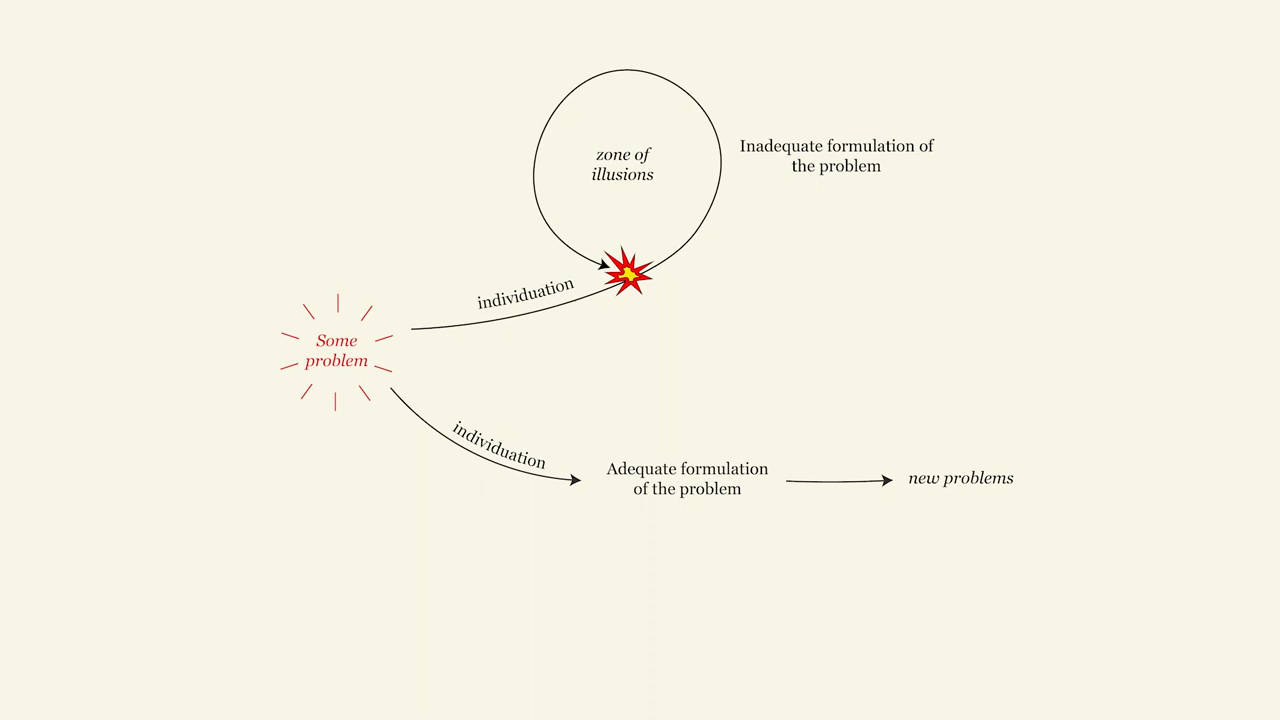 zone of
illusions
Inadequate formulation of
the problem
individuation
Some
problem
individuation
Adequate formulation
of the problem
new problems